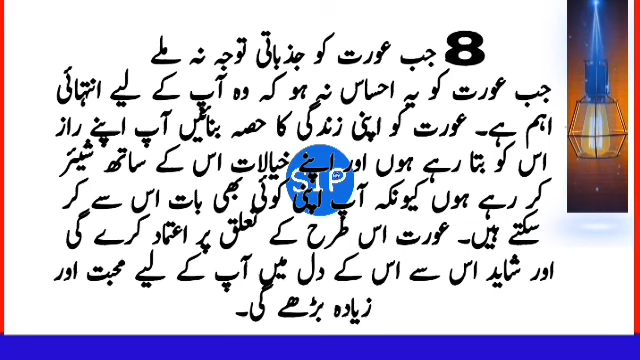 8 جب عورت کو جذباتی توجہ نہ ملے
جب عورت کو یہ احساس نہ ہو کہ وہ آپ کے لیے انتہائی
اہم ہے۔ عورت کو اپنی زندگی کا حصہ بنائیں آپ اپنے راز
اس کو بتا رہے ہوں اور اپنے خیالات اس کے ساتھ شیئر
کر رہے ہوں کیونکہ آپ اپنی کوئی بھی بات اس سے کر
سکتے ہیں۔ عورت اس طرح کے تعلق پر اعتماد کرے گی
اور شاید اس سے اس کے دل میں آپ کے لیے محبت اور
زیادہ بڑھے گی۔
SIP